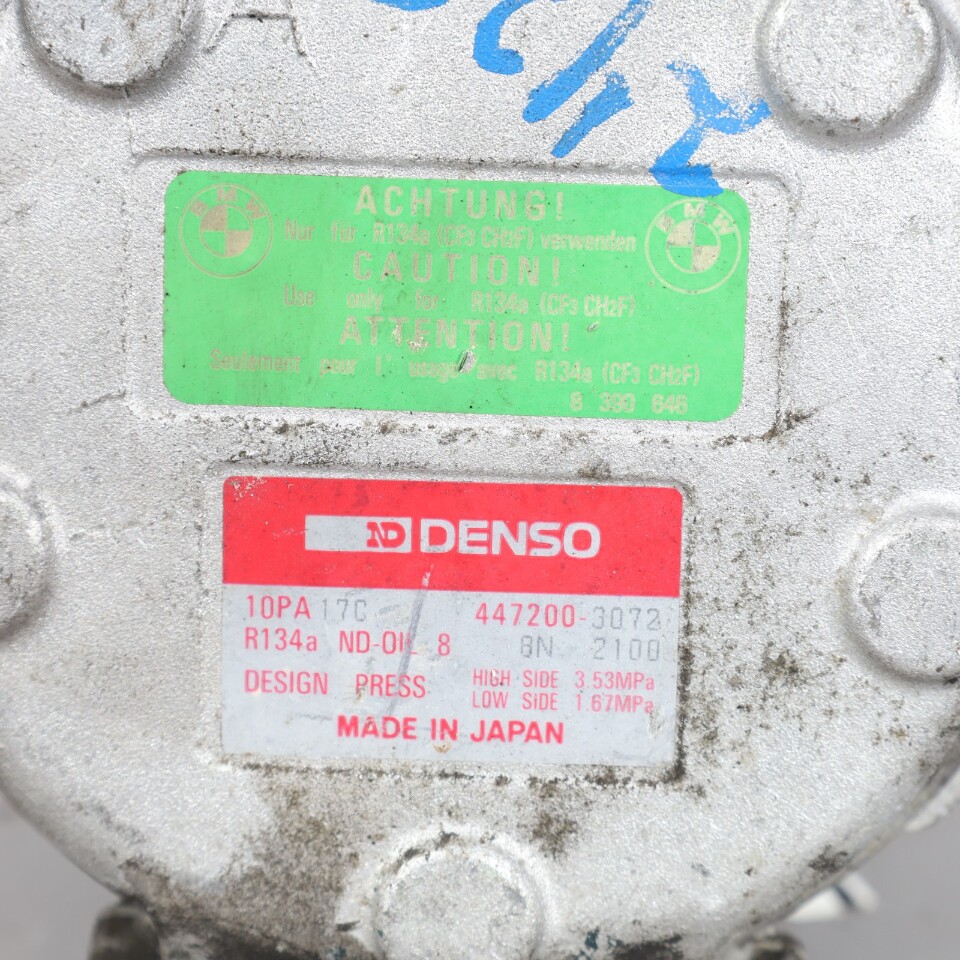 BMW
BMW
ACHTUNG!
Nur für R134a (CF3 CH2F) verwenden
CAUTION!
Use only for R134a (CF3 CH2F)
ATTENTION!
Seulement pour l' usage avec R134a (CF3 CH2F)
8 390 646
ND DENSO
10PA17C 447200-3072
R134a ND-OIL 8 8N 2100
DESIGN PRESS. HIGH SIDE 3.53MPa
LOW SIDE 1.67MPa
MADE IN JAPAN